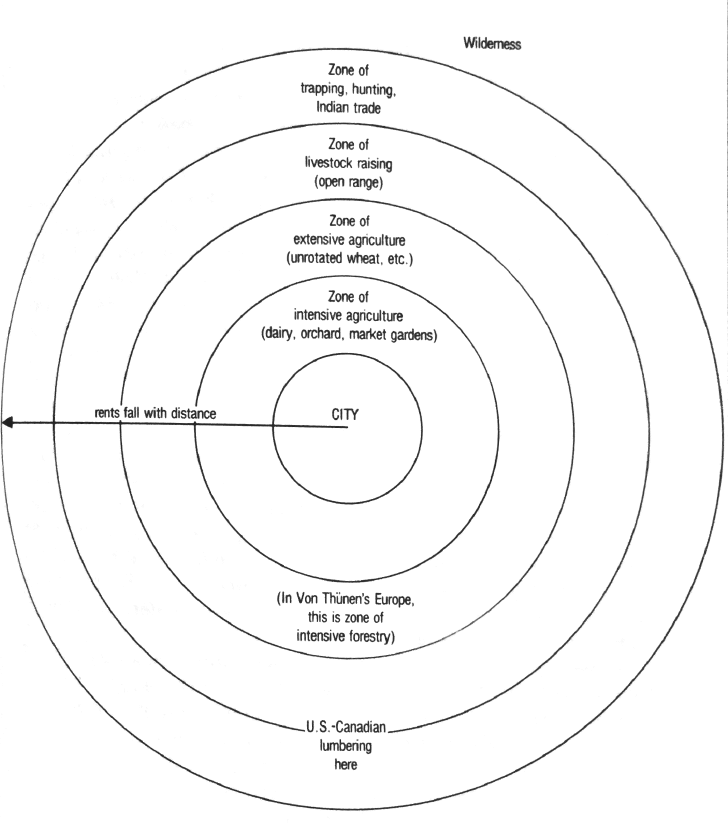 Wilderness
Zone of
trapping, hunting,
Indian trade
Zone of
livestock raising
(open range)
Zone of
extensive agriculture
(unrotated wheat, etc.)
Zone of
intensive agriculture
(dairy, orchard, market gardens)
rents fall with distance
CITY
(In Von Thünen's Europe,
this is zone of
intensive forestry)
U.S.-Canadian
lumbering
here